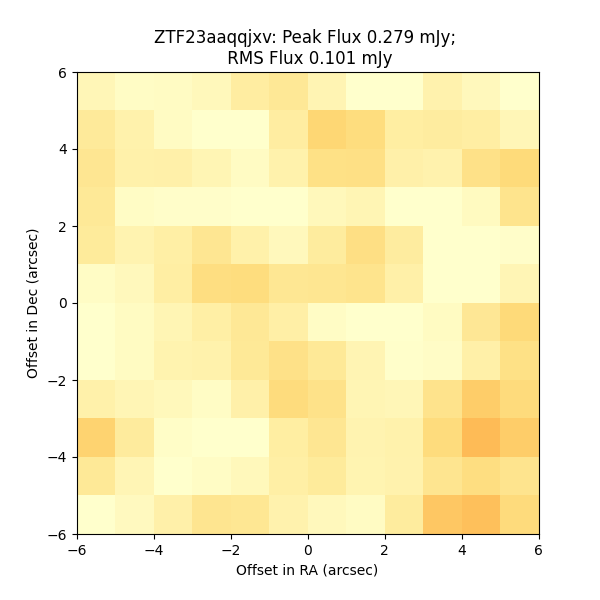 ZTF23aaqqjxv: Peak Flux 0.279 mJy;
RMS Flux 0.101 mJy
6
4
2
0
−2
−4
−6
Offset in Dec (arcsec)
−6 −4 −2 0 2 4 6
Offset in RA (arcsec)